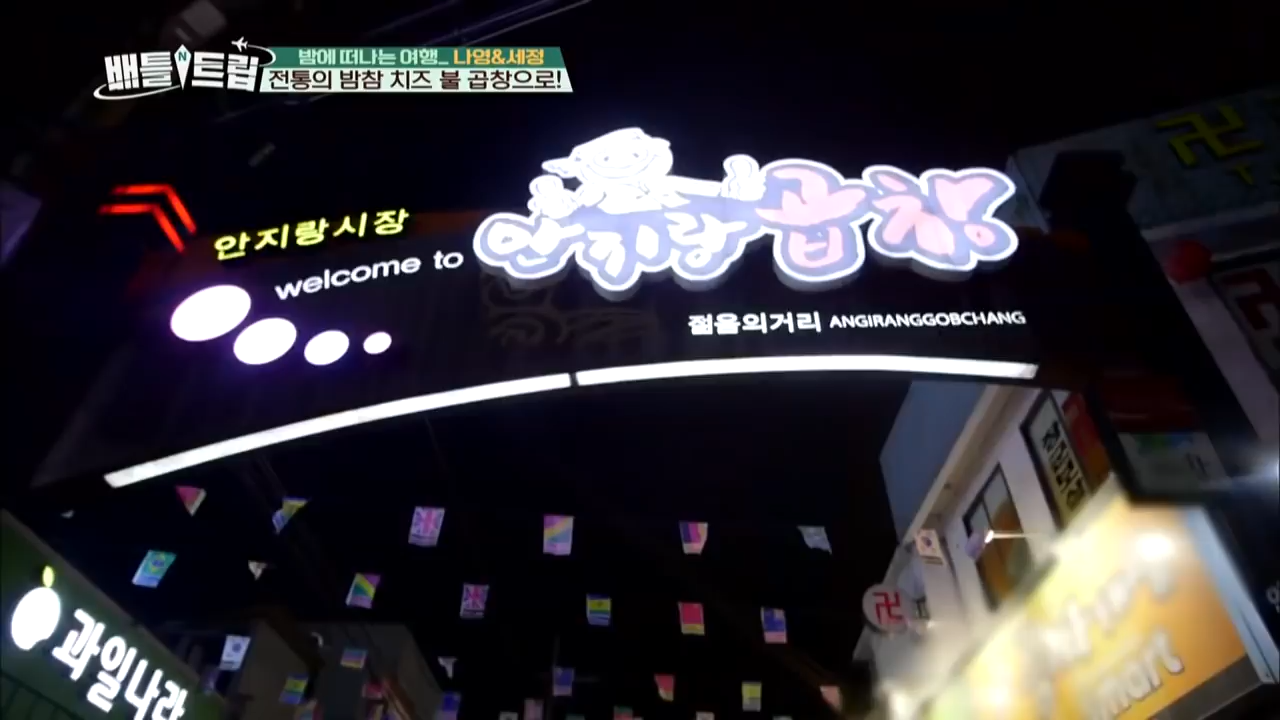 배틀트립
밤에 떠나는 여행_ 나영&세정
전통의 밤참 치즈 불 곱창으로!
안지랑시장
welcome to
안지랑 곱창
젊음의거리 ANGIRANGGOBCHANG
과일나라
mart